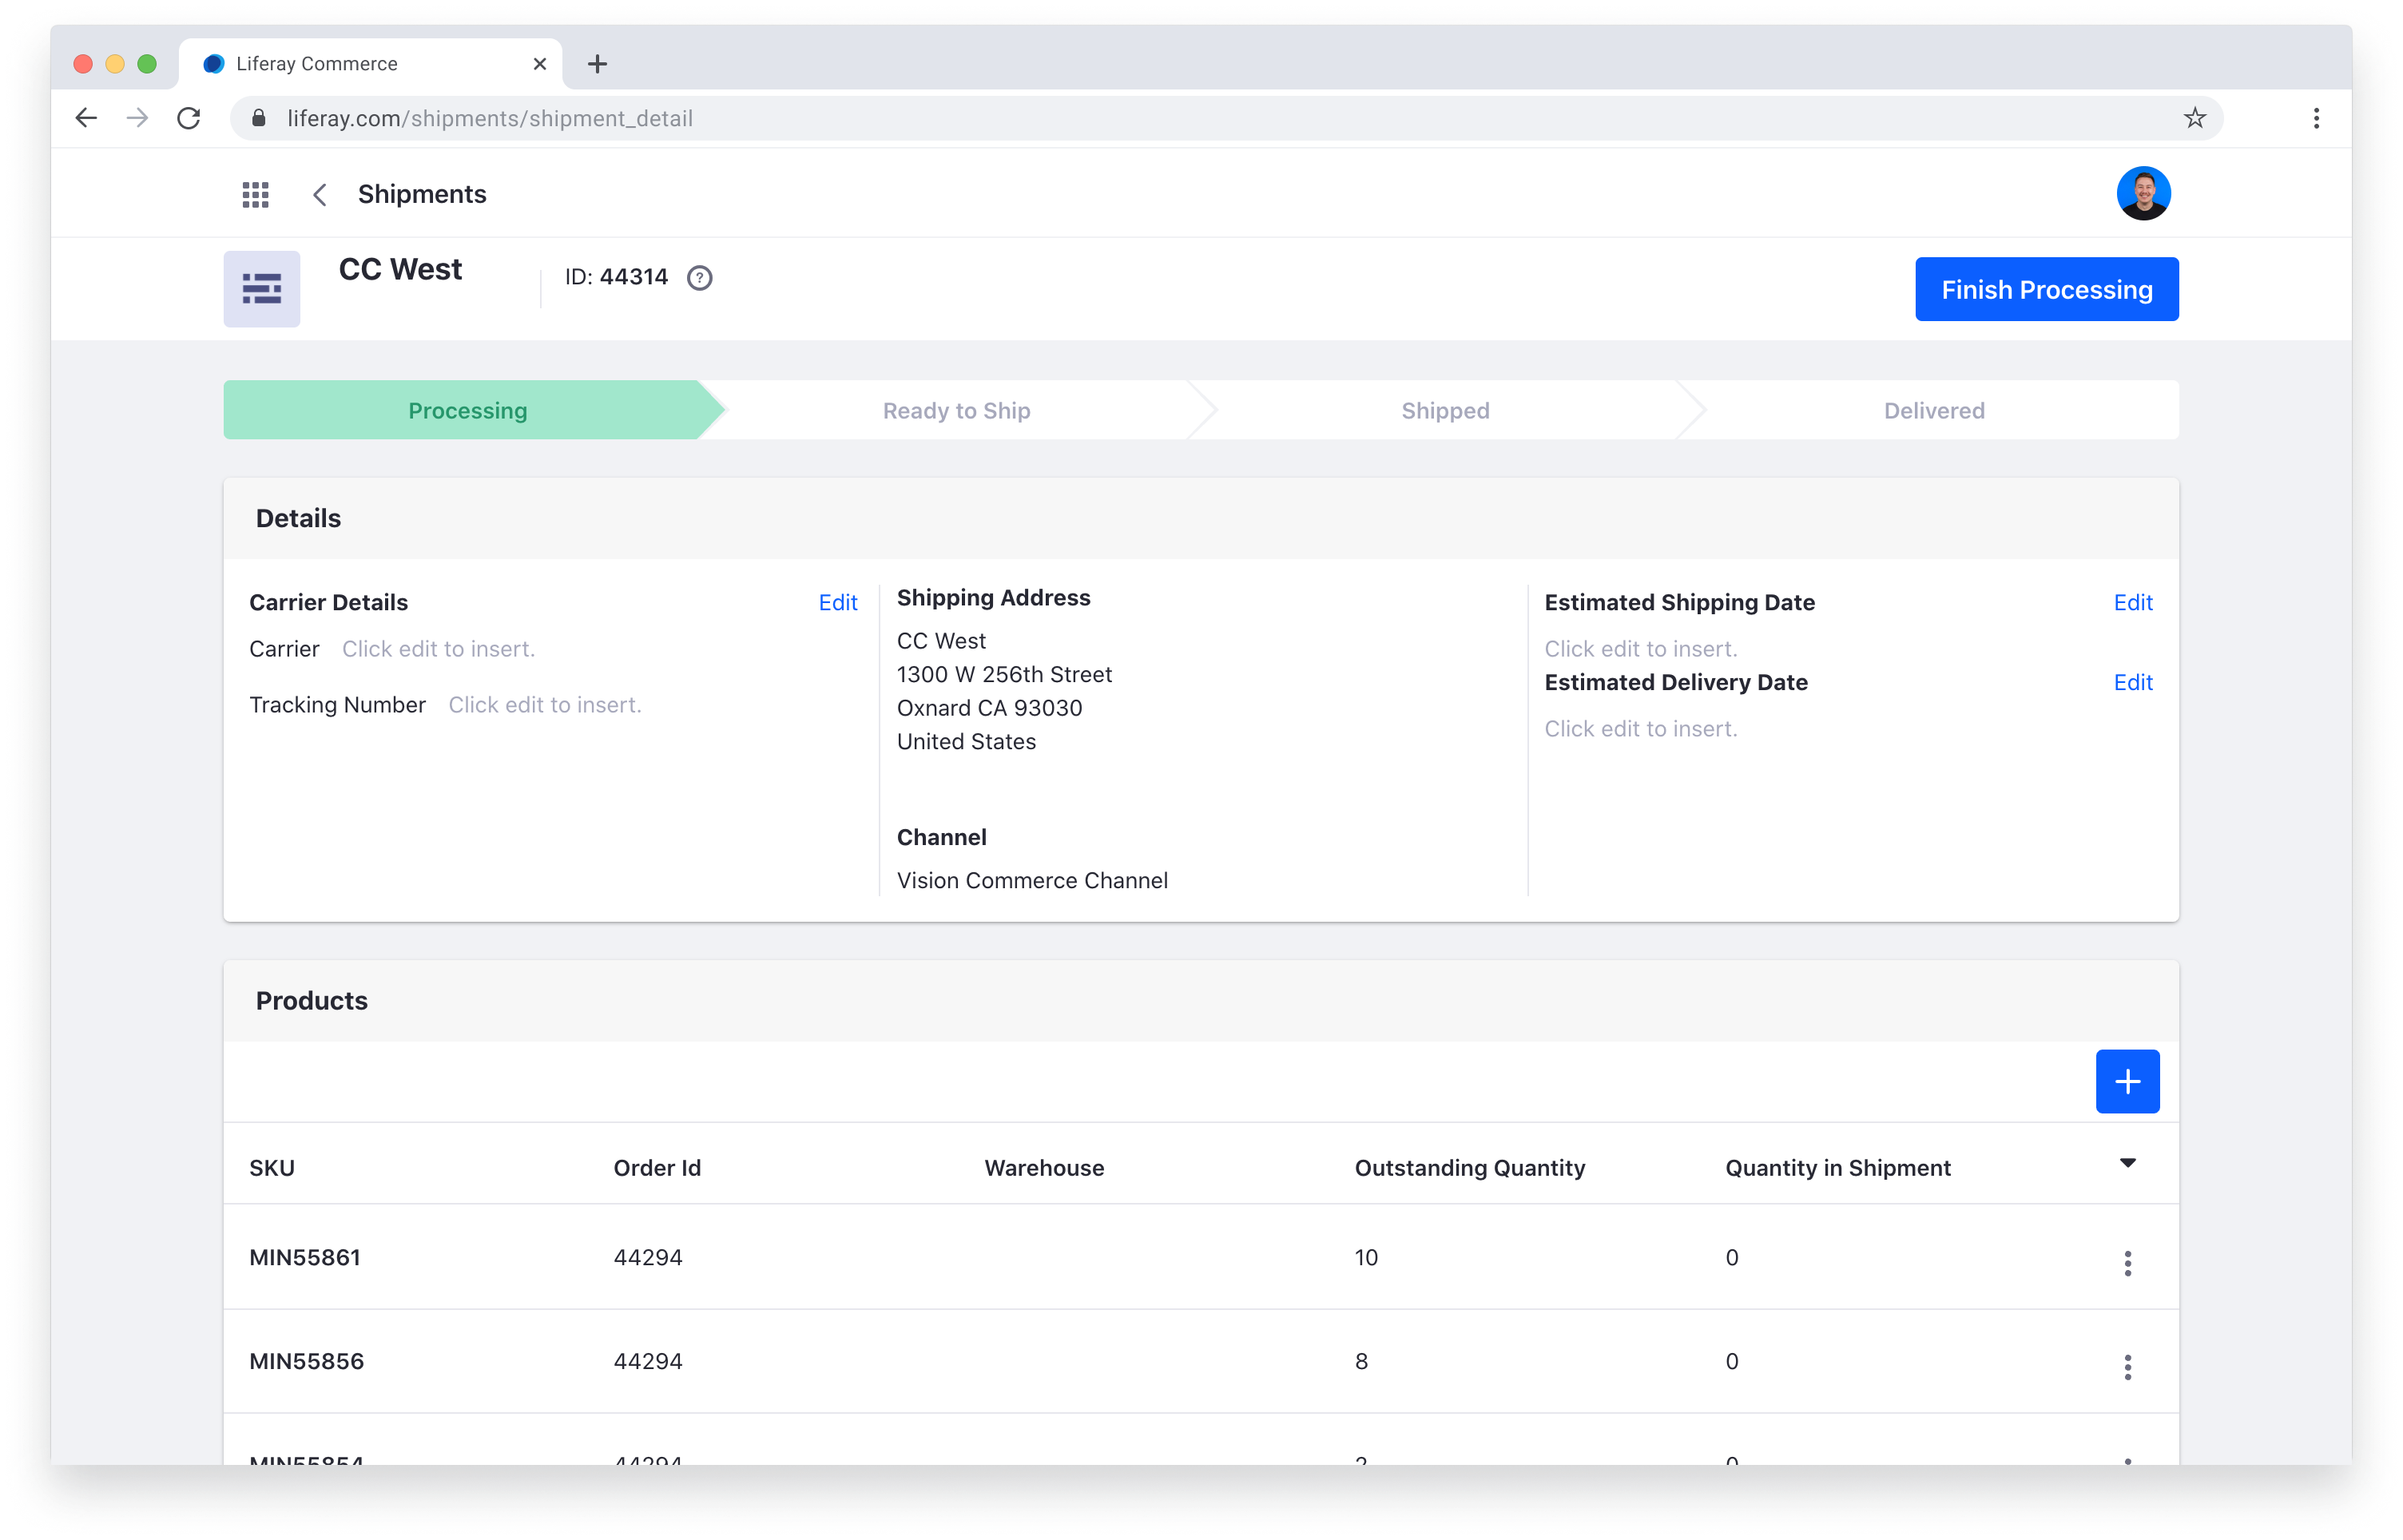 Liferay Commerce
liferay.com/shipments/shipment_detail
Shipments
CC West
ID: 44314
Finish Processing
Processing
Ready to Ship
Shipped
Delivered
Details
Carrier Details
Edit
Carrier Click edit to insert.
Tracking Number Click edit to insert.
Shipping Address
CC West
1300 W 256th Street
Oxnard CA 93030
United States
Channel
Vision Commerce Channel
Estimated Shipping Date
Edit
Click edit to insert.
Estimated Delivery Date
Edit
Click edit to insert.
Products
SKU Order Id Warehouse Outstanding Quantity Quantity in Shipment
MIN55861 44294 10 0
MIN55856 44294 8 0
MIN55854 44294 2 0